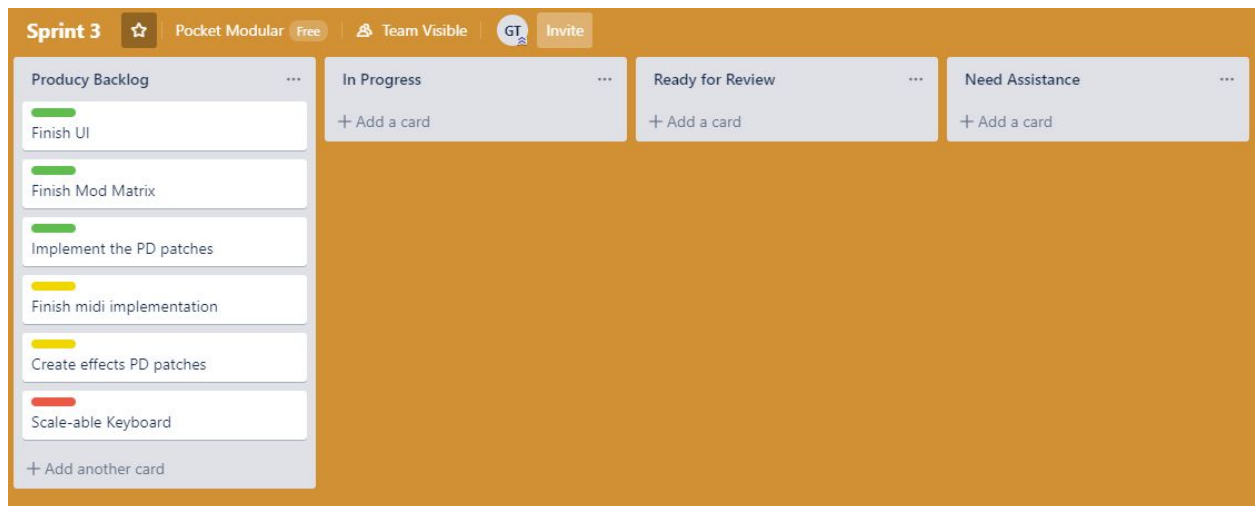 Sprint 3 Pocket Modular Free Team Visible GT Invite
Producy Backlog ...
Finish UI
Finish Mod Matrix
Implement the PD patches
Finish midi implementation
Create effects PD patches
Scale-able Keyboard
+ Add another card
In Progress ...
+ Add a card
Ready for Review ...
+ Add a card
Need Assistance ...
+ Add a card